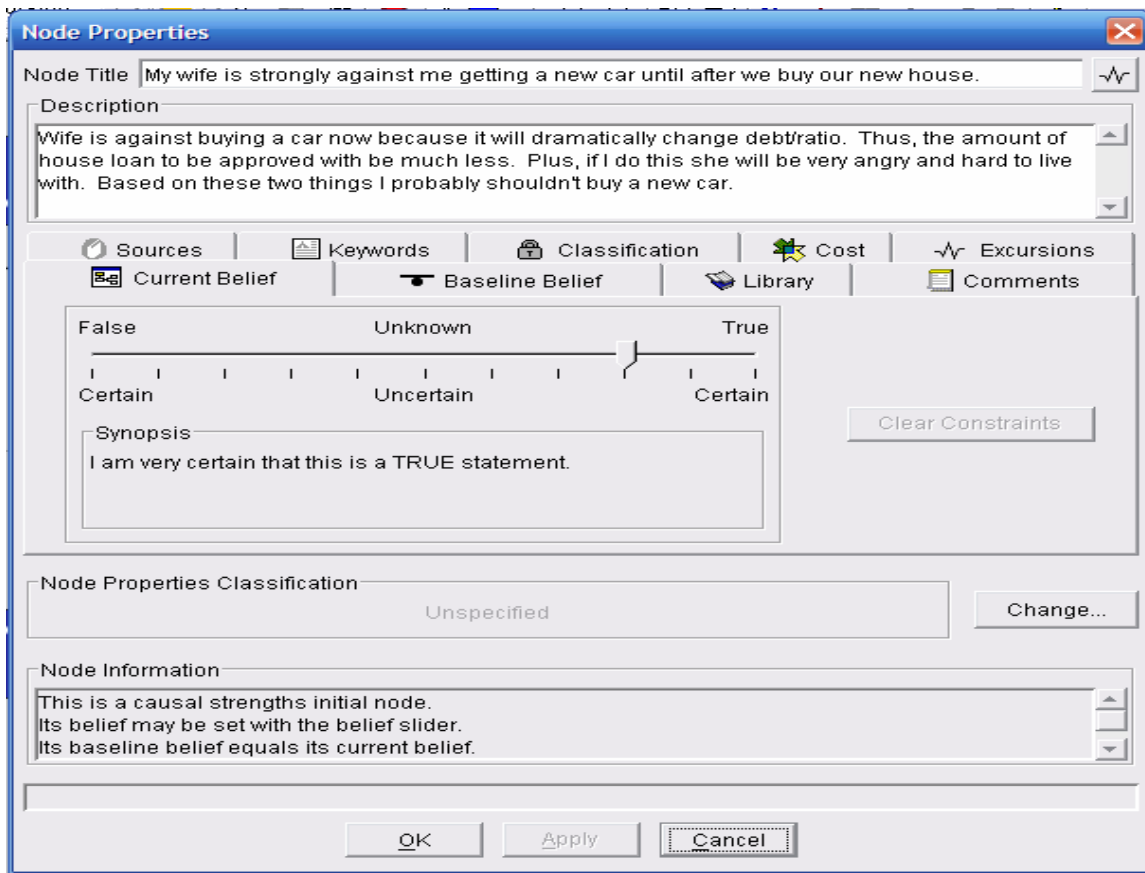 Node Properties
Node Title My wife is strongly against me getting a new car until after we buy our new house.
Description
Wife is against buying a car now because it will dramatically change debt/ratio. Thus, the amount of
house loan to be approved with be much less. Plus, if I do this she will be very angry and hard to live
with. Based on these two things I probably shouldn't buy a new car.
Sources Keywords Classification Cost Excursions
Current Belief Baseline Belief Library Comments
False Unknown True
Certain Uncertain Certain
Clear Constraints
Synopsis
I am very certain that this is a TRUE statement.
Node Properties Classification
Unspecified
Change...
Node Information
This is a causal strengths initial node.
Its belief may be set with the belief slider.
Its baseline belief equals its current belief.
OK Apply Cancel